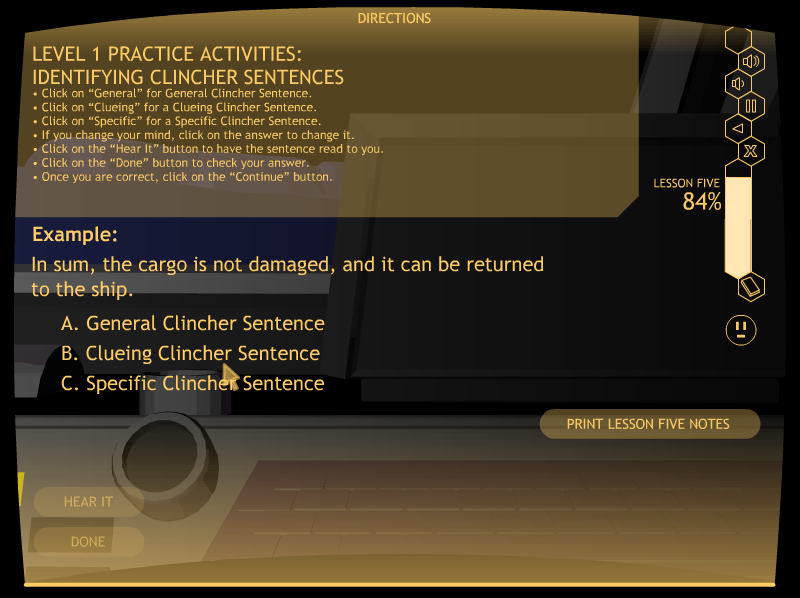 DIRECTIONS
LEVEL 1 PRACTICE ACTIVITIES:
IDENTIFYING CLINCHER SENTENCES
• Click on “General” for General Clincher Sentence.
• Click on “Clueing” for a Clueing Clincher Sentence.
• Click on “Specific” for a Specific Clincher Sentence.
• If you change your mind, click on the answer to change it.
• Click on the “Hear It” button to have the sentence read to you.
• Click on the “Done” button to check your answer.
• Once you are correct, click on the “Continue” button.
LESSON FIVE
84%
Example:
In sum, the cargo is not damaged, and it can be returned
to the ship.
A. General Clincher Sentence
B. Clueing Clincher Sentence
C. Specific Clincher Sentence
PRINT LESSON FIVE NOTES
HEAR IT
DONE